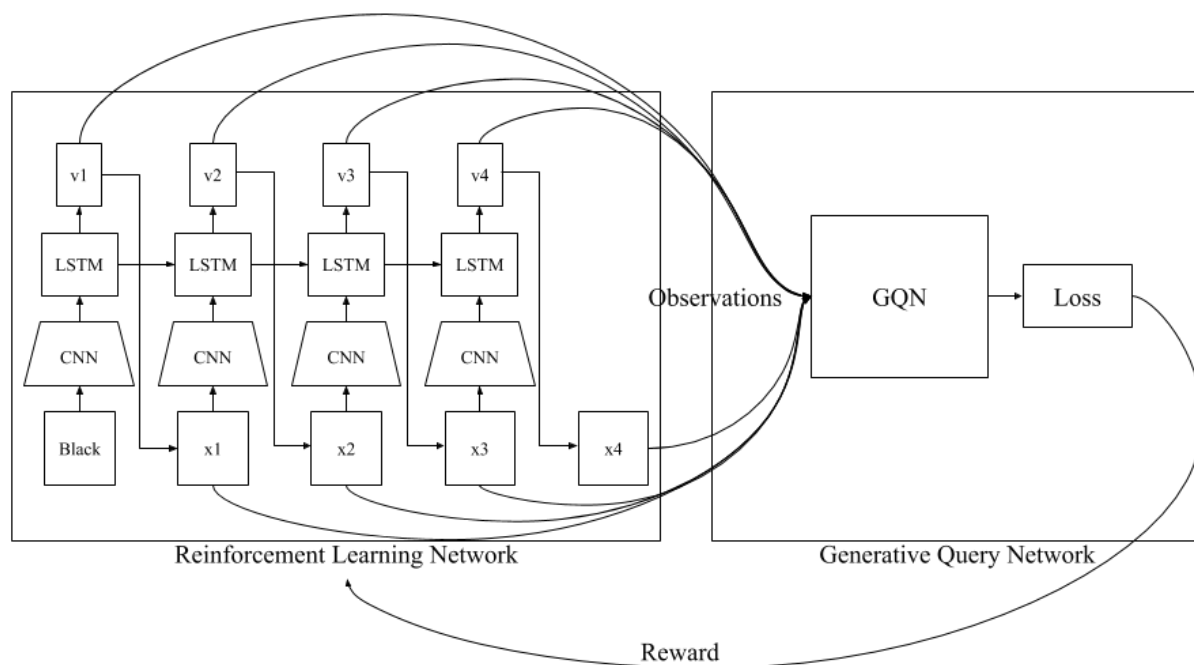 v1
v2
v3
v4
LSTM
LSTM
LSTM
LSTM
CNN
CNN
CNN
CNN
Black
x1
x2
x3
x4
Observations
GQN
Loss
Reinforcement Learning Network
Generative Query Network
Reward